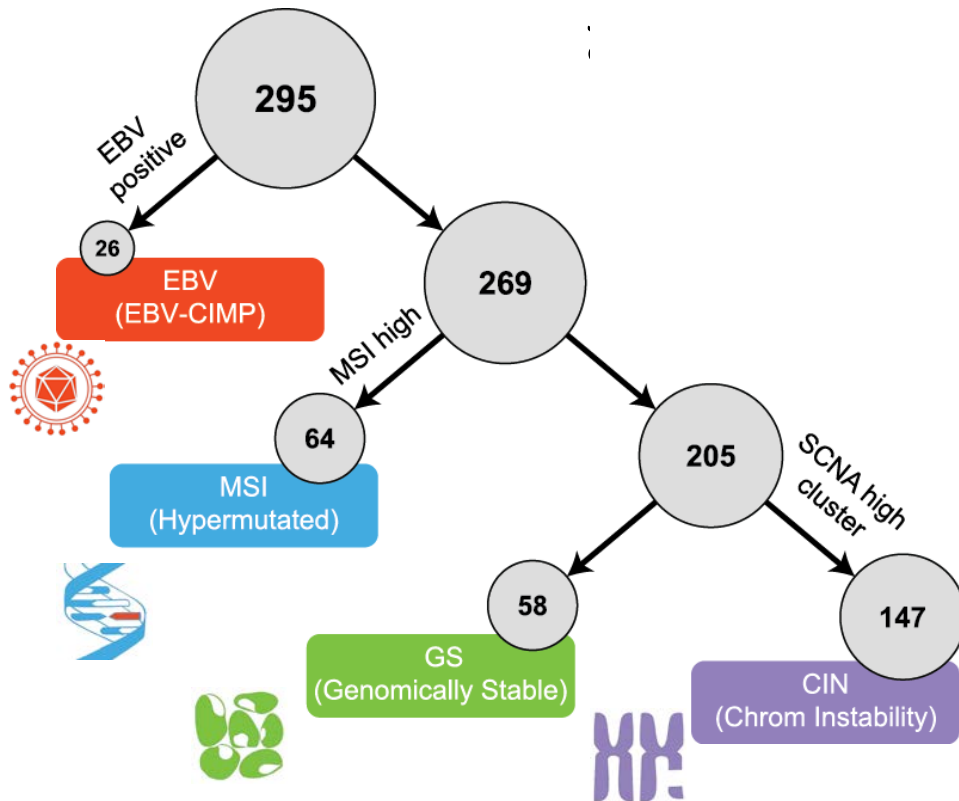 295
EBV
positive
26
EBV
(EBV-CIMP)
269
MSI high
64
MSI
(Hypermutated)
205
SCNA high
cluster
58
GS
(Genomically Stable)
147
CIN
(Chrom Instability)